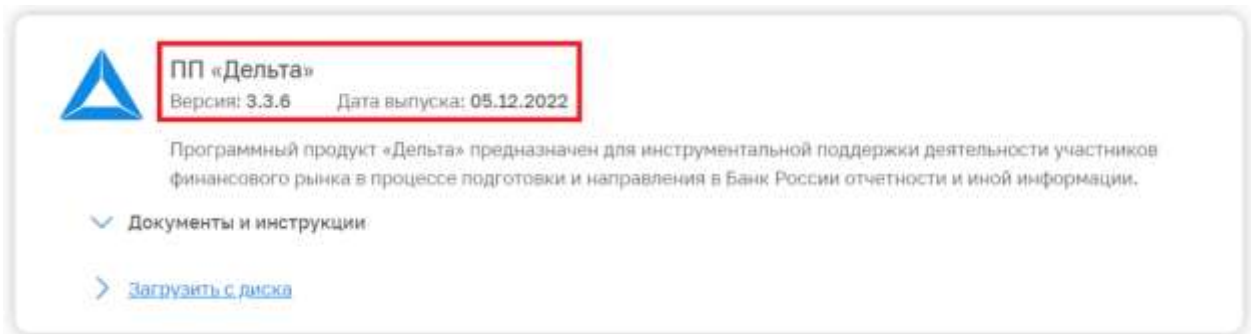 ПП «Дельта»
Версия: 3.3.6 Дата выпуска: 05.12.2022
Программный продукт «Дельта» предназначен для инструментальной поддержки деятельности участников
финансового рынка в процессе подготовки и направления в Банк России отчетности и иной информации.
Документы и инструкции
Загрузить с диска